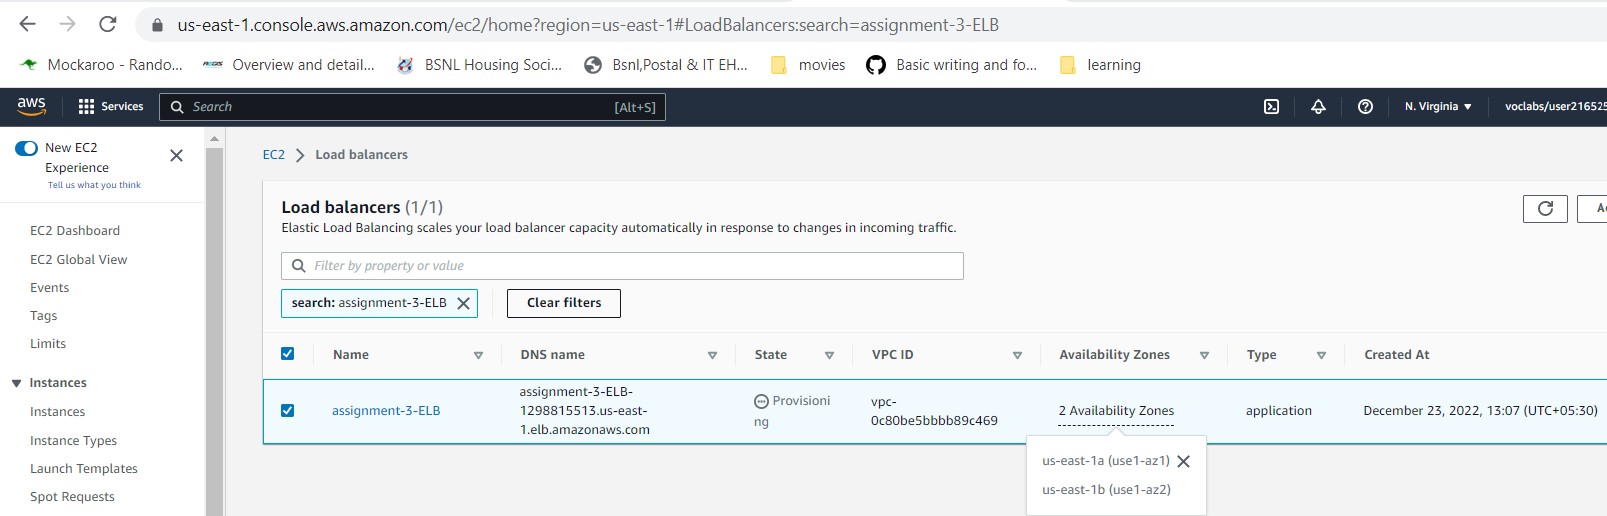 us-east-1.console.aws.amazon.com/ec2/home?region=us-east-1#LoadBalancers:search=assignment-3-ELB
Mockaroo - Rando... Overview and detail... BSNL Housing Soci... Bsnl,Postal & IT EH... movies Basic writing and fo... learning
aws Services Search [Alt+S] N. Virginia voclabs/user216525
New EC2
Experience
Tell us what you think
EC2 Dashboard
EC2 Global View
Events
Tags
Limits
Instances
Instances
Instance Types
Launch Templates
Spot Requests
EC2 Load balancers
Load balancers (1/1)
Elastic Load Balancing scales your load balancer capacity automatically in response to changes in incoming traffic.
Filter by property or value
search: assignment-3-ELB Clear filters
Name DNS name State VPC ID Availability Zones Type Created At
assignment-3-ELB
assignment-3-ELB-
1298815513.us-east-
1.elb.amazonaws.com
Provisioni
ng
vpc-
0c80be5bbbb89c469
2 Availability Zones
application
December 23, 2022, 13:07 (UTC+05:30)
us-east-1a (use1-az1)
us-east-1b (use1-az2)